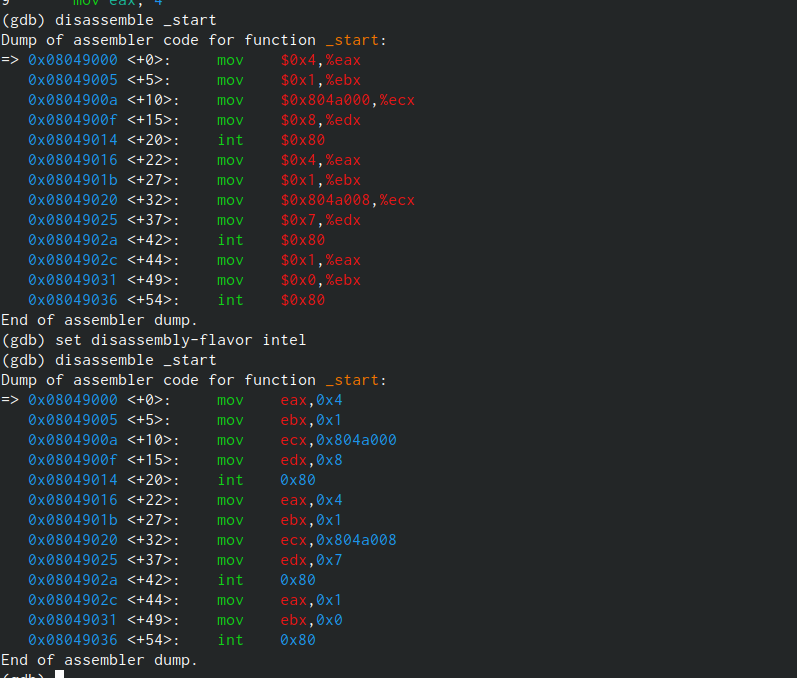 9       mov eax, 4
(gdb) disassemble _start
Dump of assembler code for function _start:
=> 0x08049000 <+0>:     mov    $0x4,%eax
   0x08049005 <+5>:     mov    $0x1,%ebx
   0x0804900a <+10>:    mov    $0x804a000,%ecx
   0x0804900f <+15>:    mov    $0x8,%edx
   0x08049014 <+20>:    int    $0x80
   0x08049016 <+22>:    mov    $0x4,%eax
   0x0804901b <+27>:    mov    $0x1,%ebx
   0x08049020 <+32>:    mov    $0x804a008,%ecx
   0x08049025 <+37>:    mov    $0x7,%edx
   0x0804902a <+42>:    int    $0x80
   0x0804902c <+44>:    mov    $0x1,%eax
   0x08049031 <+49>:    mov    $0x0,%ebx
   0x08049036 <+54>:    int    $0x80
End of assembler dump.
(gdb) set disassembly-flavor intel
(gdb) disassemble _start
Dump of assembler code for function _start:
=> 0x08049000 <+0>:     mov    eax,0x4
   0x08049005 <+5>:     mov    ebx,0x1
   0x0804900a <+10>:    mov    ecx,0x804a000
   0x0804900f <+15>:    mov    edx,0x8
   0x08049014 <+20>:    int    0x80
   0x08049016 <+22>:    mov    eax,0x4
   0x0804901b <+27>:    mov    ebx,0x1
   0x08049020 <+32>:    mov    ecx,0x804a008
   0x08049025 <+37>:    mov    edx,0x7
   0x0804902a <+42>:    int    0x80
   0x0804902c <+44>:    mov    eax,0x1
   0x08049031 <+49>:    mov    ebx,0x0
   0x08049036 <+54>:    int    0x80
End of assembler dump.
(gdb)